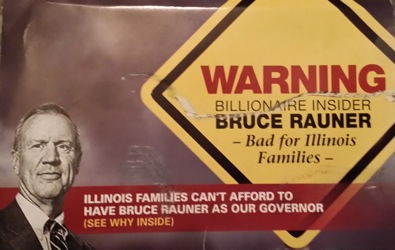 WARNING
BILLIONAIRE INSIDER
BRUCE RAUNER
– Bad for Illinois
Families –
ILLINOIS FAMILIES CAN'T AFFORD TO
HAVE BRUCE RAUNER AS OUR GOVERNOR
(SEE WHY INSIDE)